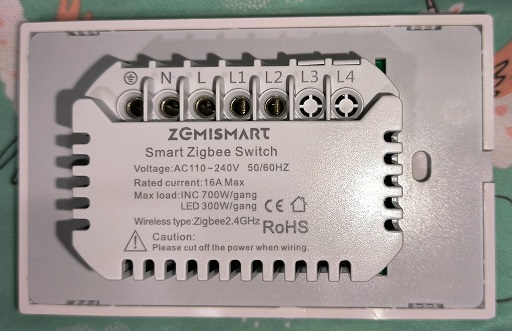 N L L1 L2 L3 L4
ZEMISMART
Smart Zigbee Switch
Voltage:AC110~240V 50/60HZ
Rated current:16A Max
Max load:INC 700W/gang
LED 300W/gang
CE
Wireless type:Zigbee2.4GHz
RoHS
Caution:
Please cut off the power when wiring.